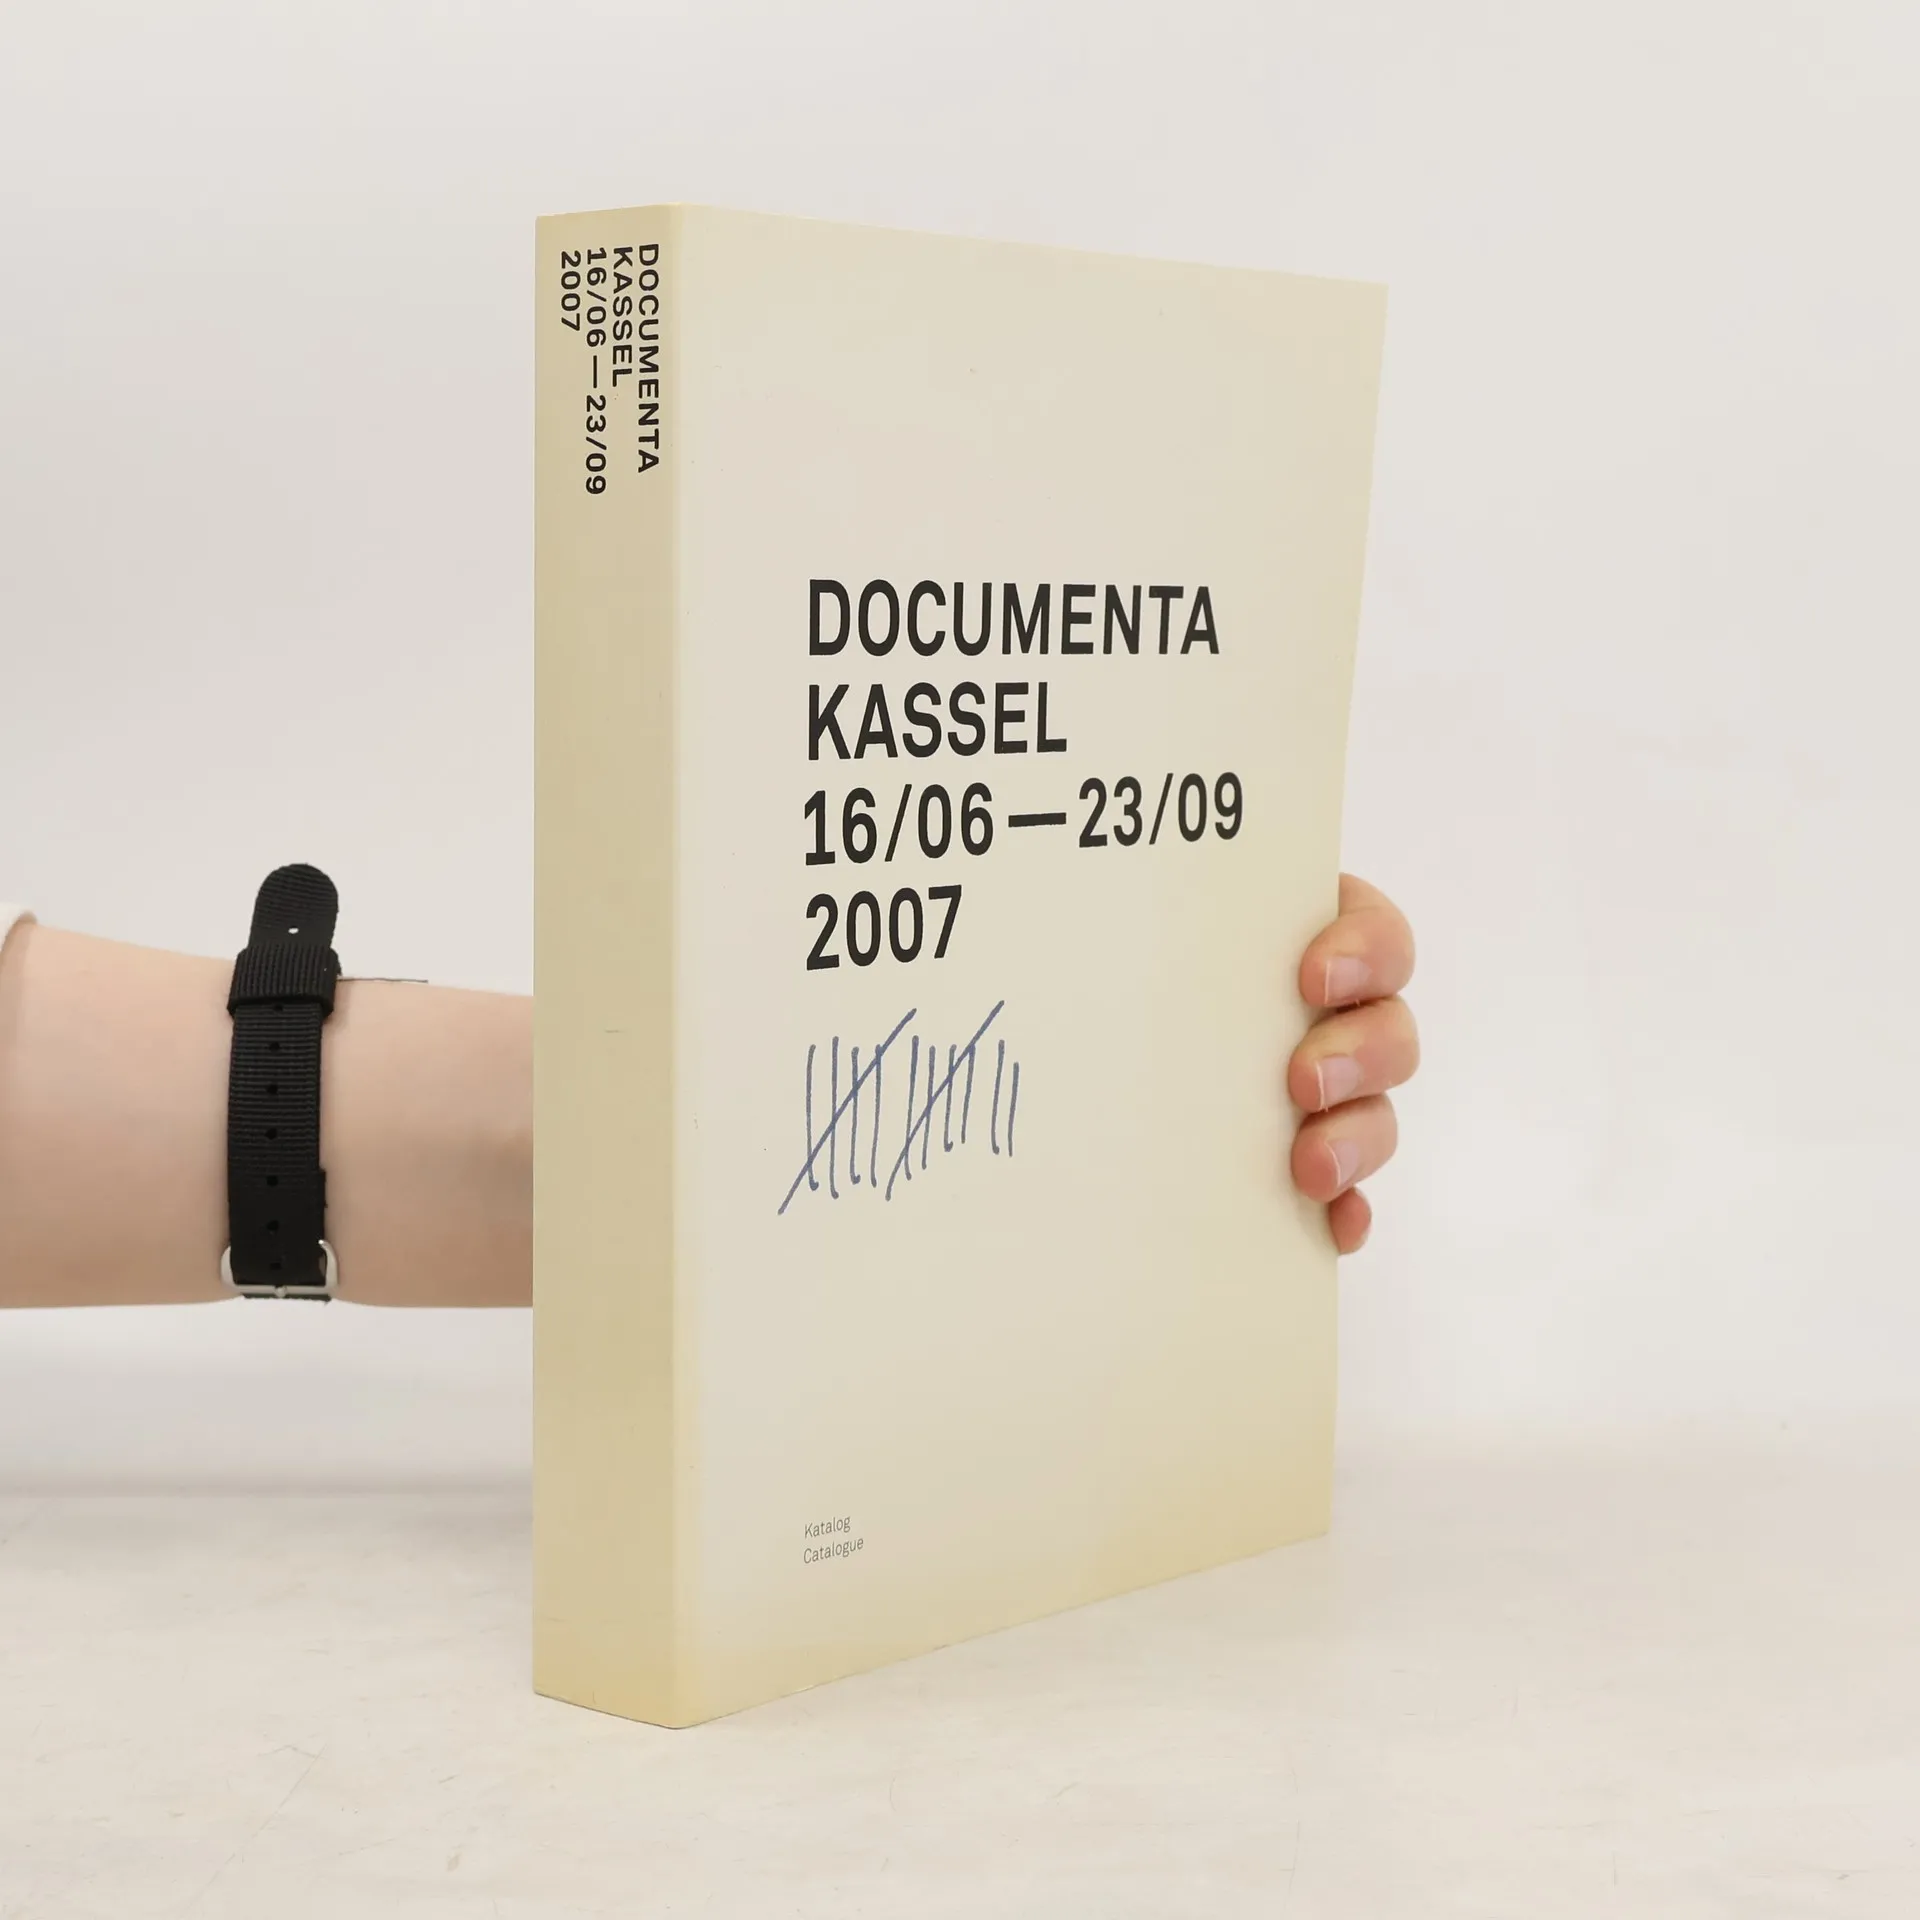 DOCUMENTA
KASSEL
16/06—23/09
2007
DOCUMENTA
KASSEL
16/06—23/09
2007
Katalog
Catalogue